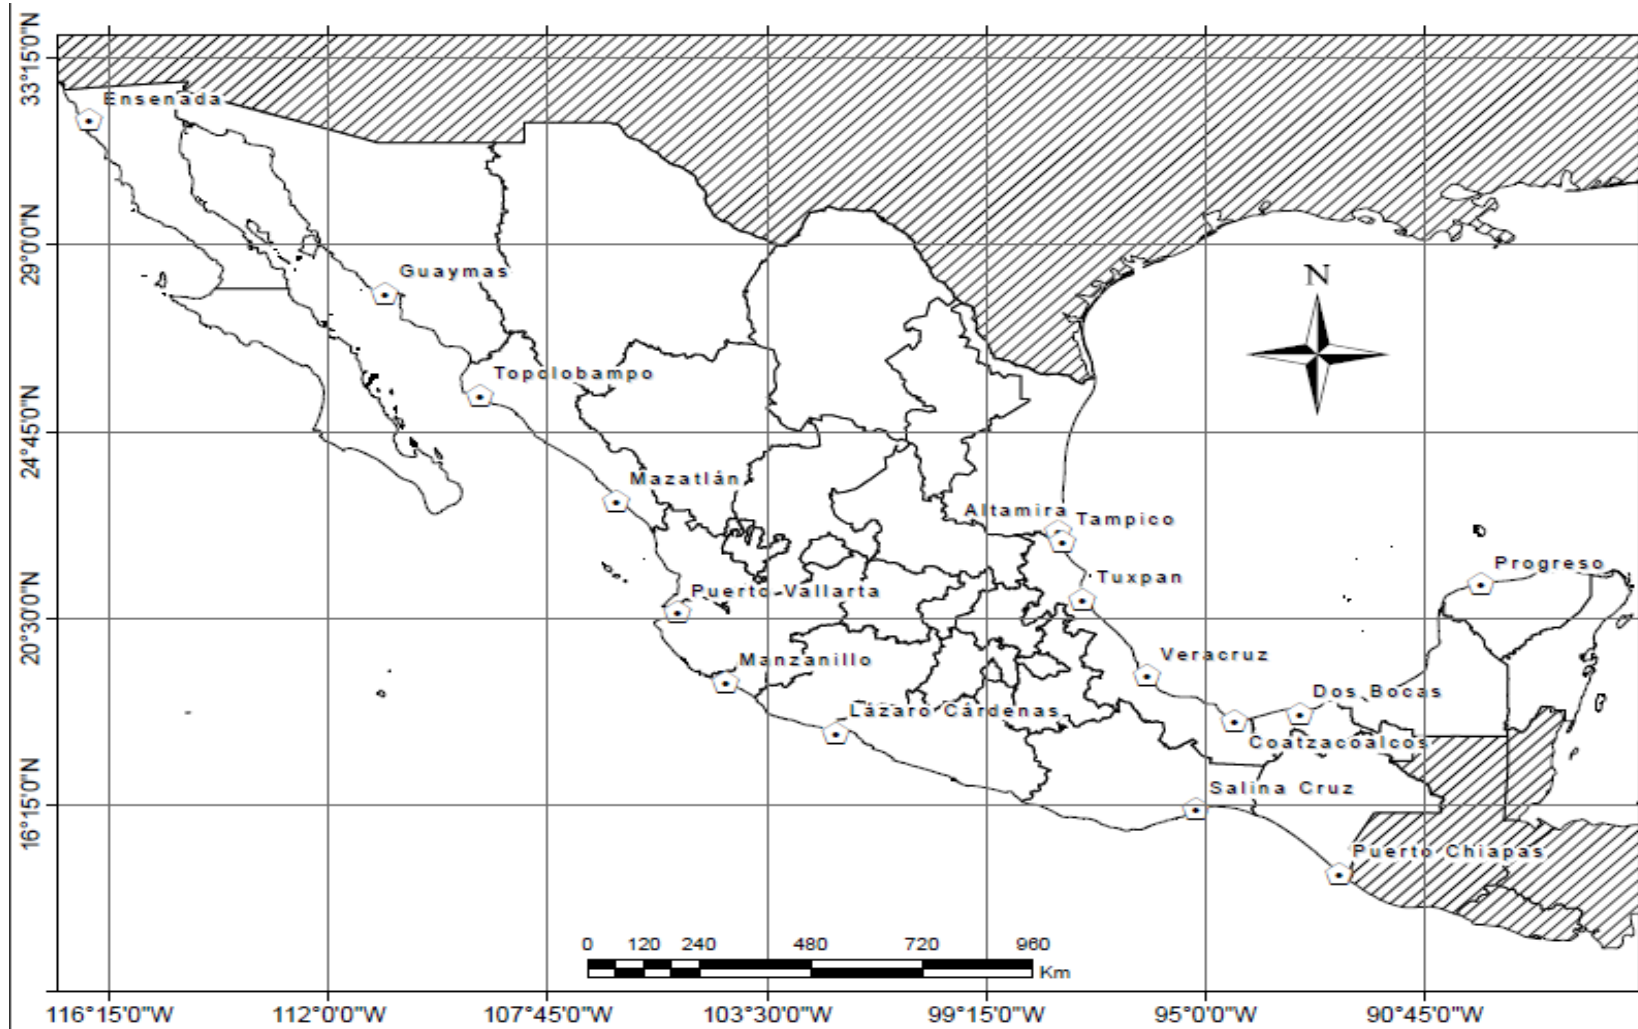 33°15'0"N
Ensenada
29°0'0"N
Guaymas
N
Topolobampo
24°45'0"N
Mazatlán
Altamira
Tampico
Progreso
Tuxpan
Puerto Vallarta
20°30'0"N
Manzanillo
Veracruz
Dos Bocas
Lázaro Cárdenas
Coatzacoalcos
Salina Cruz
16°15'0"N
Puerto Chiapas
0 120 240 480 720 960
Km
116°15'0"W 112°0'0"W 107°45'0"W 103°30'0"W 99°15'0"W 95°0'0"W 90°45'0"W